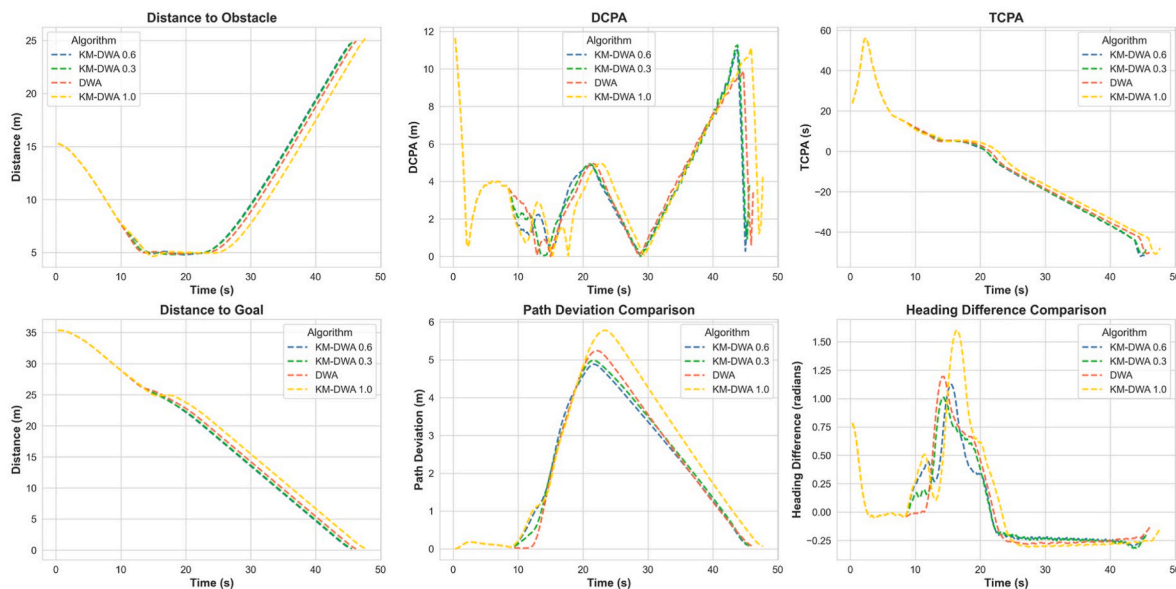 Distance to Obstacle
25
20
15
10
5
Distance (m)
Algorithm
KM-DWA 0.6
KM-DWA 0.3
DWA
KM-DWA 1.0
0 10 20 30 40 50
Time (s)
DCPA
12
10
8
6
4
2
0
DCPA (m)
Algorithm
KM-DWA 0.6
KM-DWA 0.3
DWA
KM-DWA 1.0
0 10 20 30 40 50
Time (s)
TCPA
60
40
20
0
−20
−40
TCPA (s)
Algorithm
KM-DWA 0.6
KM-DWA 0.3
DWA
KM-DWA 1.0
0 10 20 30 40 50
Time (s)
Distance to Goal
35
30
25
20
15
10
5
0
Distance (m)
Algorithm
KM-DWA 0.6
KM-DWA 0.3
DWA
KM-DWA 1.0
0 10 20 30 40 50
Time (s)
Path Deviation Comparison
6
5
4
3
2
1
0
Path Deviation (m)
Algorithm
KM-DWA 0.6
KM-DWA 0.3
DWA
KM-DWA 1.0
0 10 20 30 40 50
Time (s)
Heading Difference Comparison
1.50
1.25
1.00
0.75
0.50
0.25
0.00
−0.25
Heading Difference (radians)
Algorithm
KM-DWA 0.6
KM-DWA 0.3
DWA
KM-DWA 1.0
0 10 20 30 40 50
Time (s)